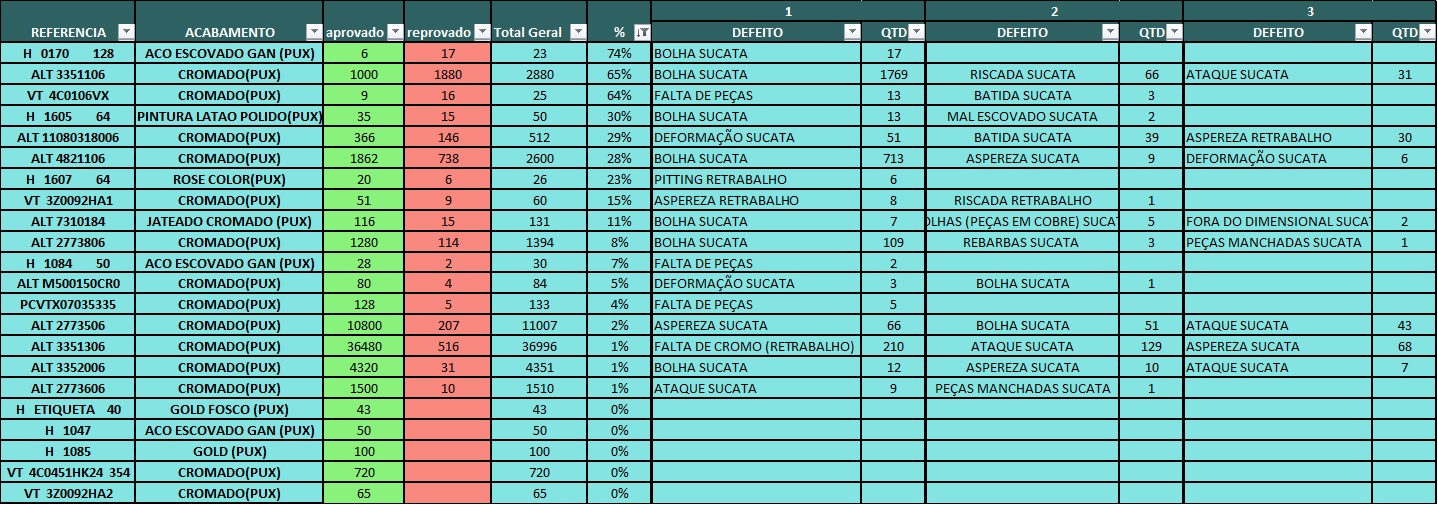 1 2 3
REFERENCIA ACABAMENTO aprovado reprovado Total Geral % DEFEITO QTD DEFEITO QTD DEFEITO QTD
H 0170 128 ACO ESCOVADO GAN (PUX) 6 17 23 74% BOLHA SUCATA 17
ALT 3351106 CROMADO(PUX) 1000 1880 2880 65% BOLHA SUCATA 1769 RISCADA SUCATA 66 ATAQUE SUCATA 31
VT 4C0106VX CROMADO(PUX) 9 16 25 64% FALTA DE PEÇAS 13 BATIDA SUCATA 3
H 1605 64 PINTURA LATAO POLIDO(PUX) 35 15 50 30% BOLHA SUCATA 13 MAL ESCOVADO SUCATA 2
ALT 11080318006 CROMADO(PUX) 366 146 512 29% DEFORMAÇÃO SUCATA 51 BATIDA SUCATA 39 ASPEREZA RETRABALHO 30
ALT 4821106 CROMADO(PUX) 1862 738 2600 28% BOLHA SUCATA 713 ASPEREZA SUCATA 9 DEFORMAÇÃO SUCATA 6
H 1607 64 ROSE COLOR(PUX) 20 6 26 23% PITTING RETRABALHO 6
VT 3Z0092HA1 CROMADO(PUX) 51 9 60 15% ASPEREZA RETRABALHO 8 RISCADA RETRABALHO 1
ALT 7310184 JATEADO CROMADO (PUX) 116 15 131 11% BOLHA SUCATA 7 OLHAS (PEÇAS EM COBRE) SUCAT 5 FORA DO DIMENSIONAL SUCAT 2
ALT 2773806 CROMADO(PUX) 1280 114 1394 8% BOLHA SUCATA 109 REBARBAS SUCATA 3 PEÇAS MANCHADAS SUCATA 1
H 1084 50 ACO ESCOVADO GAN (PUX) 28 2 30 7% FALTA DE PEÇAS 2
ALT M500150CR0 CROMADO(PUX) 80 4 84 5% DEFORMAÇÃO SUCATA 3 BOLHA SUCATA 1
PCVTX07035335 CROMADO(PUX) 128 5 133 4% FALTA DE PEÇAS 5
ALT 2773506 CROMADO(PUX) 10800 207 11007 2% ASPEREZA SUCATA 66 BOLHA SUCATA 51 ATAQUE SUCATA 43
ALT 3351306 CROMADO(PUX) 36480 516 36996 1% FALTA DE CROMO (RETRABALHO) 210 ATAQUE SUCATA 129 ASPEREZA SUCATA 68
ALT 3352006 CROMADO(PUX) 4320 31 4351 1% BOLHA SUCATA 12 ASPEREZA SUCATA 10 ATAQUE SUCATA 7
ALT 2773606 CROMADO(PUX) 1500 10 1510 1% ATAQUE SUCATA 9 PEÇAS MANCHADAS SUCATA 1
H ETIQUETA 40 GOLD FOSCO (PUX) 43 43 0%
H 1047 ACO ESCOVADO GAN (PUX) 50 50 0%
H 1085 GOLD (PUX) 100 100 0%
VT 4C0451HK24 354 CROMADO(PUX) 720 720 0%
VT 3Z0092HA2 CROMADO(PUX) 65 65 0%